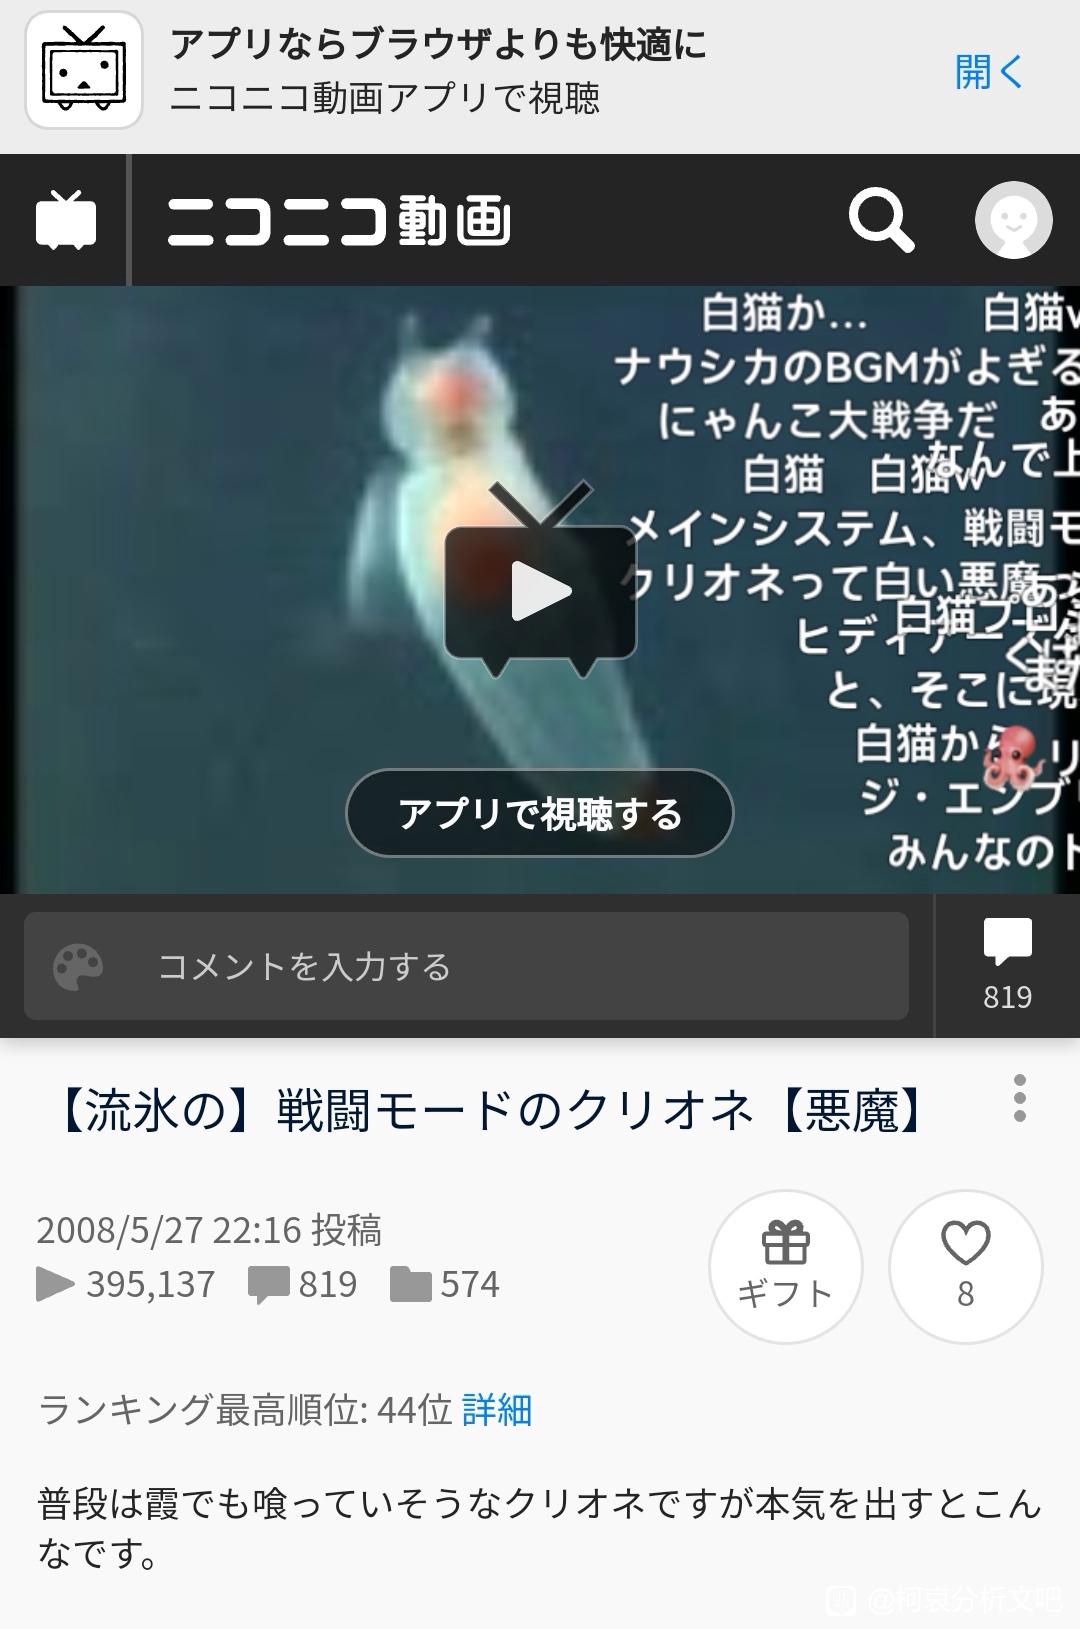 アプリならブラウザよりも快適に
ニコニコ動画アプリで視聴
開く
ニコニコ動画
白猫か… 白猫w
ナウシカのBGMがよぎる
にゃんこ大戦争だ あ
白猫 白猫w なんで上
メインシステム、戦闘モ
クリオネって白い悪魔
白猫プロ
ヒディアー
と、そこに現
白猫から
ジ・エンブ
みんなのト
アプリで視聴する
コメントを入力する
819
【流氷の】戦闘モードのクリオネ【悪魔】
2008/5/27 22:16 投稿
395,137 819 574
ギフト
8
ランキング最高順位: 44位 詳細
普段は霞でも喰っていそうなクリオネですが本気を出すとこん
なです。
@柯哀分析文吧